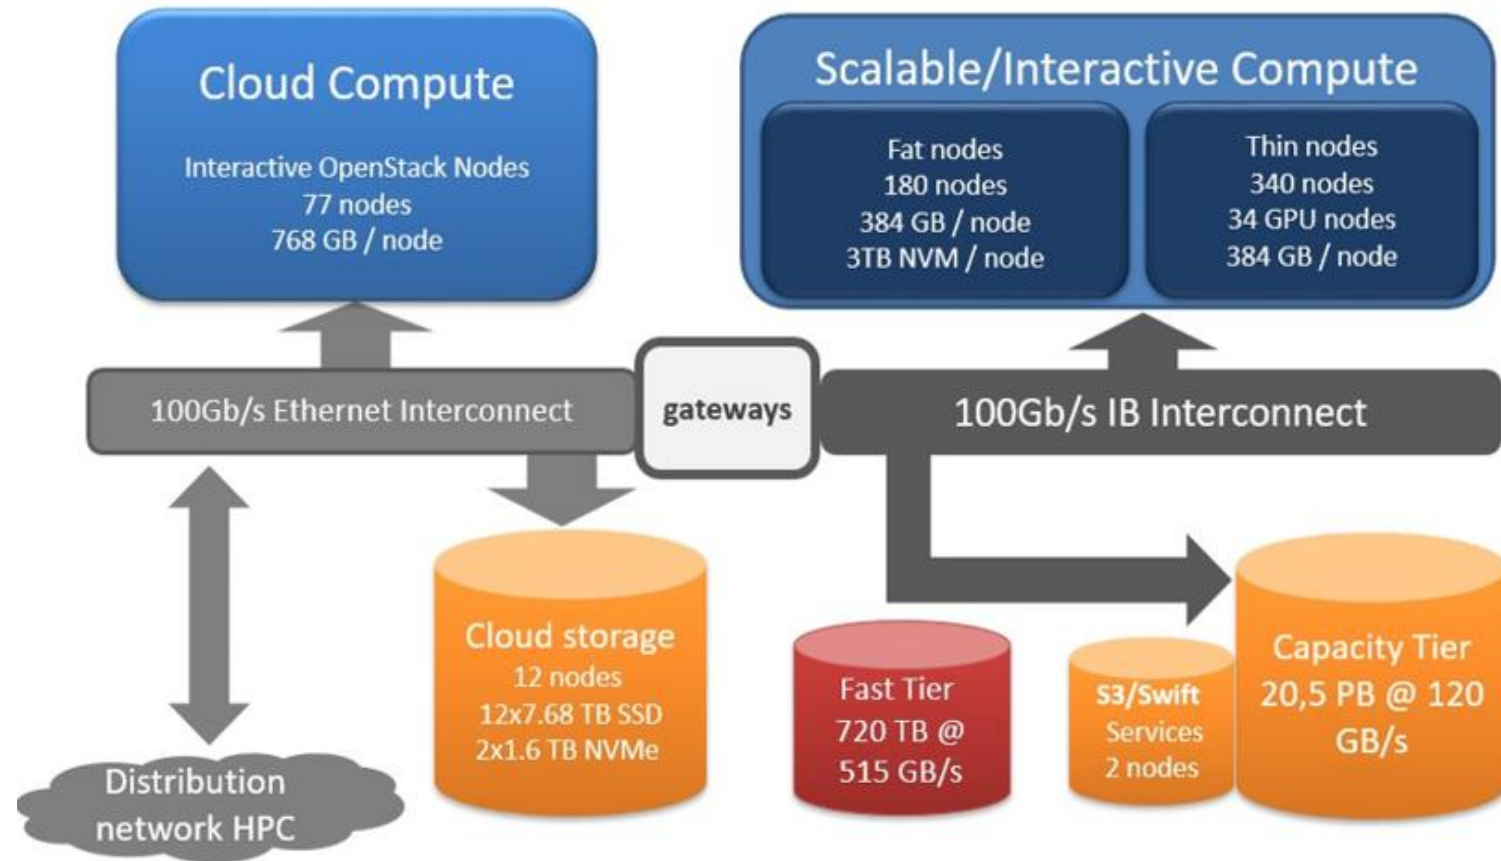 Cloud Compute
Interactive OpenStack Nodes
77 nodes
768 GB / node
Scalable/Interactive Compute
Fat nodes
180 nodes
384 GB / node
3TB NVM / node
Thin nodes
340 nodes
34 GPU nodes
384 GB / node
100Gb/s Ethernet Interconnect
gateways
100Gb/s IB Interconnect
Cloud storage
12 nodes
12x7.68 TB SSD
2x1.6 TB NVMe
Fast Tier
720 TB @
515 GB/s
S3/Swift
Services
2 nodes
Capacity Tier
20,5 PB @ 120
GB/s
Distribution
network HPC